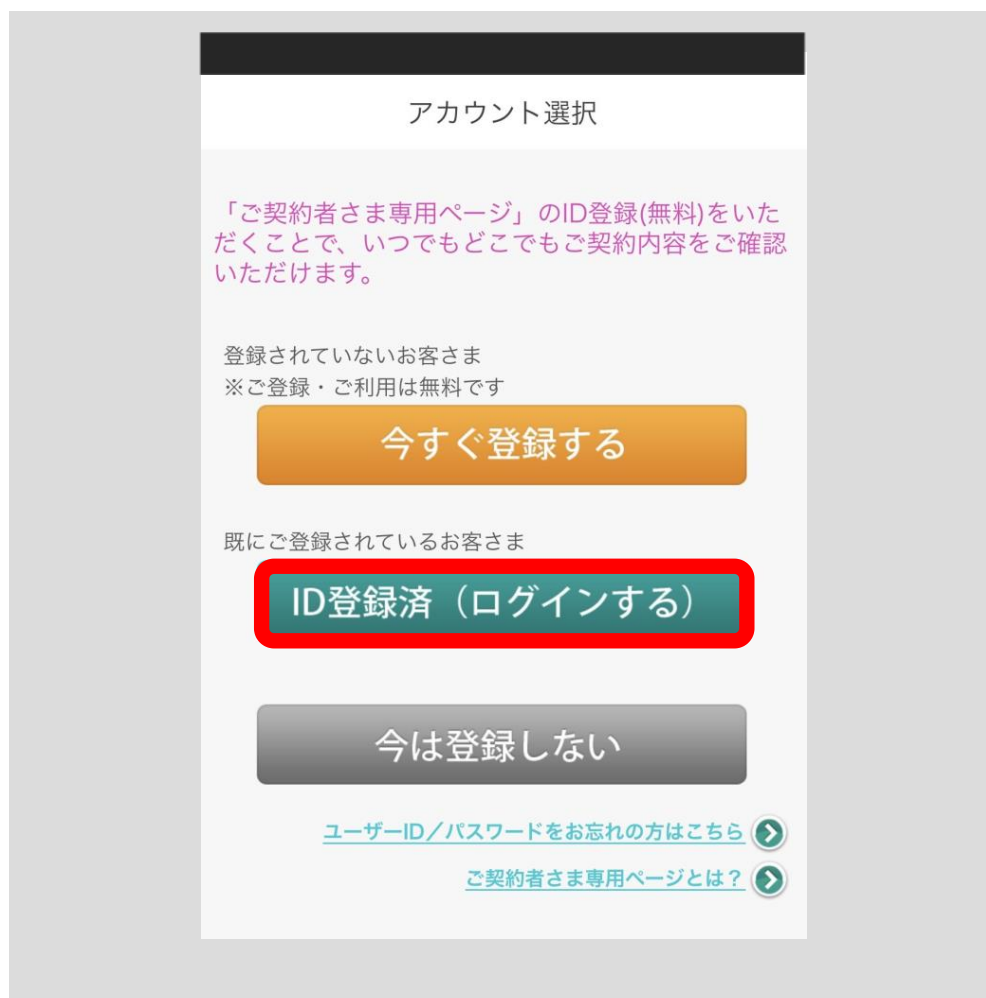 アカウント選択
「ご契約者さま専用ページ」のID登録(無料)をいた
だくことで、いつでもどこでもご契約内容をご確認
いただけます。
登録されていないお客さま
※ご登録・ご利用は無料です
今すぐ登録する
既にご登録されているお客さま
ID登録済（ログインする）
今は登録しない
ユーザーID／パスワードをお忘れの方はこちら
ご契約者さま専用ページとは？